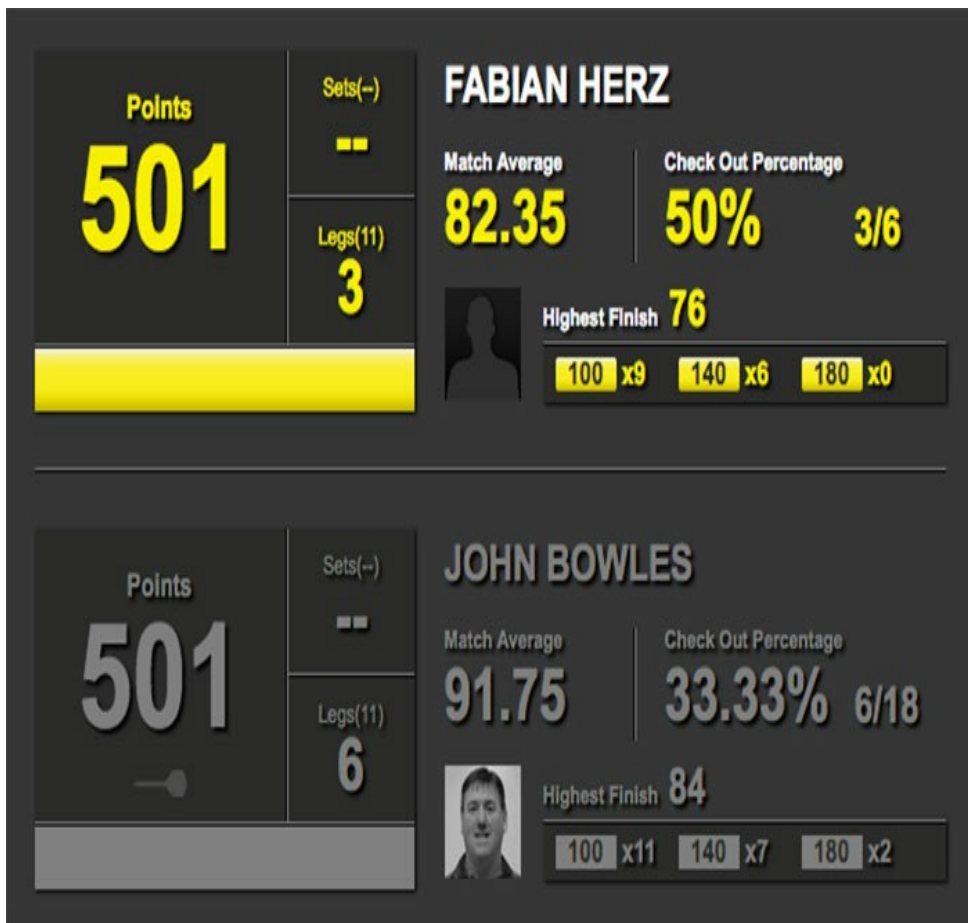 FABIAN HERZ
Points
501
Sets(--)
--
Legs(11)
3
Match Average
82.35
Check Out Percentage
50% 3/6
Highest Finish 76
100 x9 140 x6 180 x0
JOHN BOWLES
Points
501
Sets(--)
--
Legs(11)
6
Match Average
91.75
Check Out Percentage
33.33% 6/18
Highest Finish 84
100 x11 140 x7 180 x2